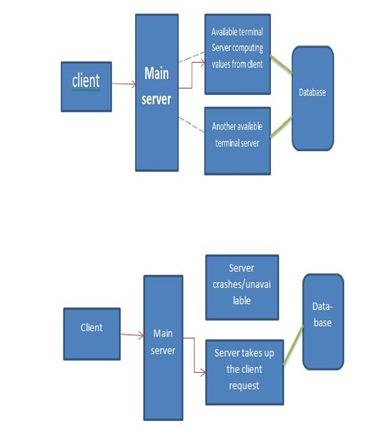 Available terminal
Server computing
values from client
client
Main
server
Database
Another available
terminal server
Server
crashes/unavai
lable
Data-
base
Client
Main
server
Server takes up
the client
request